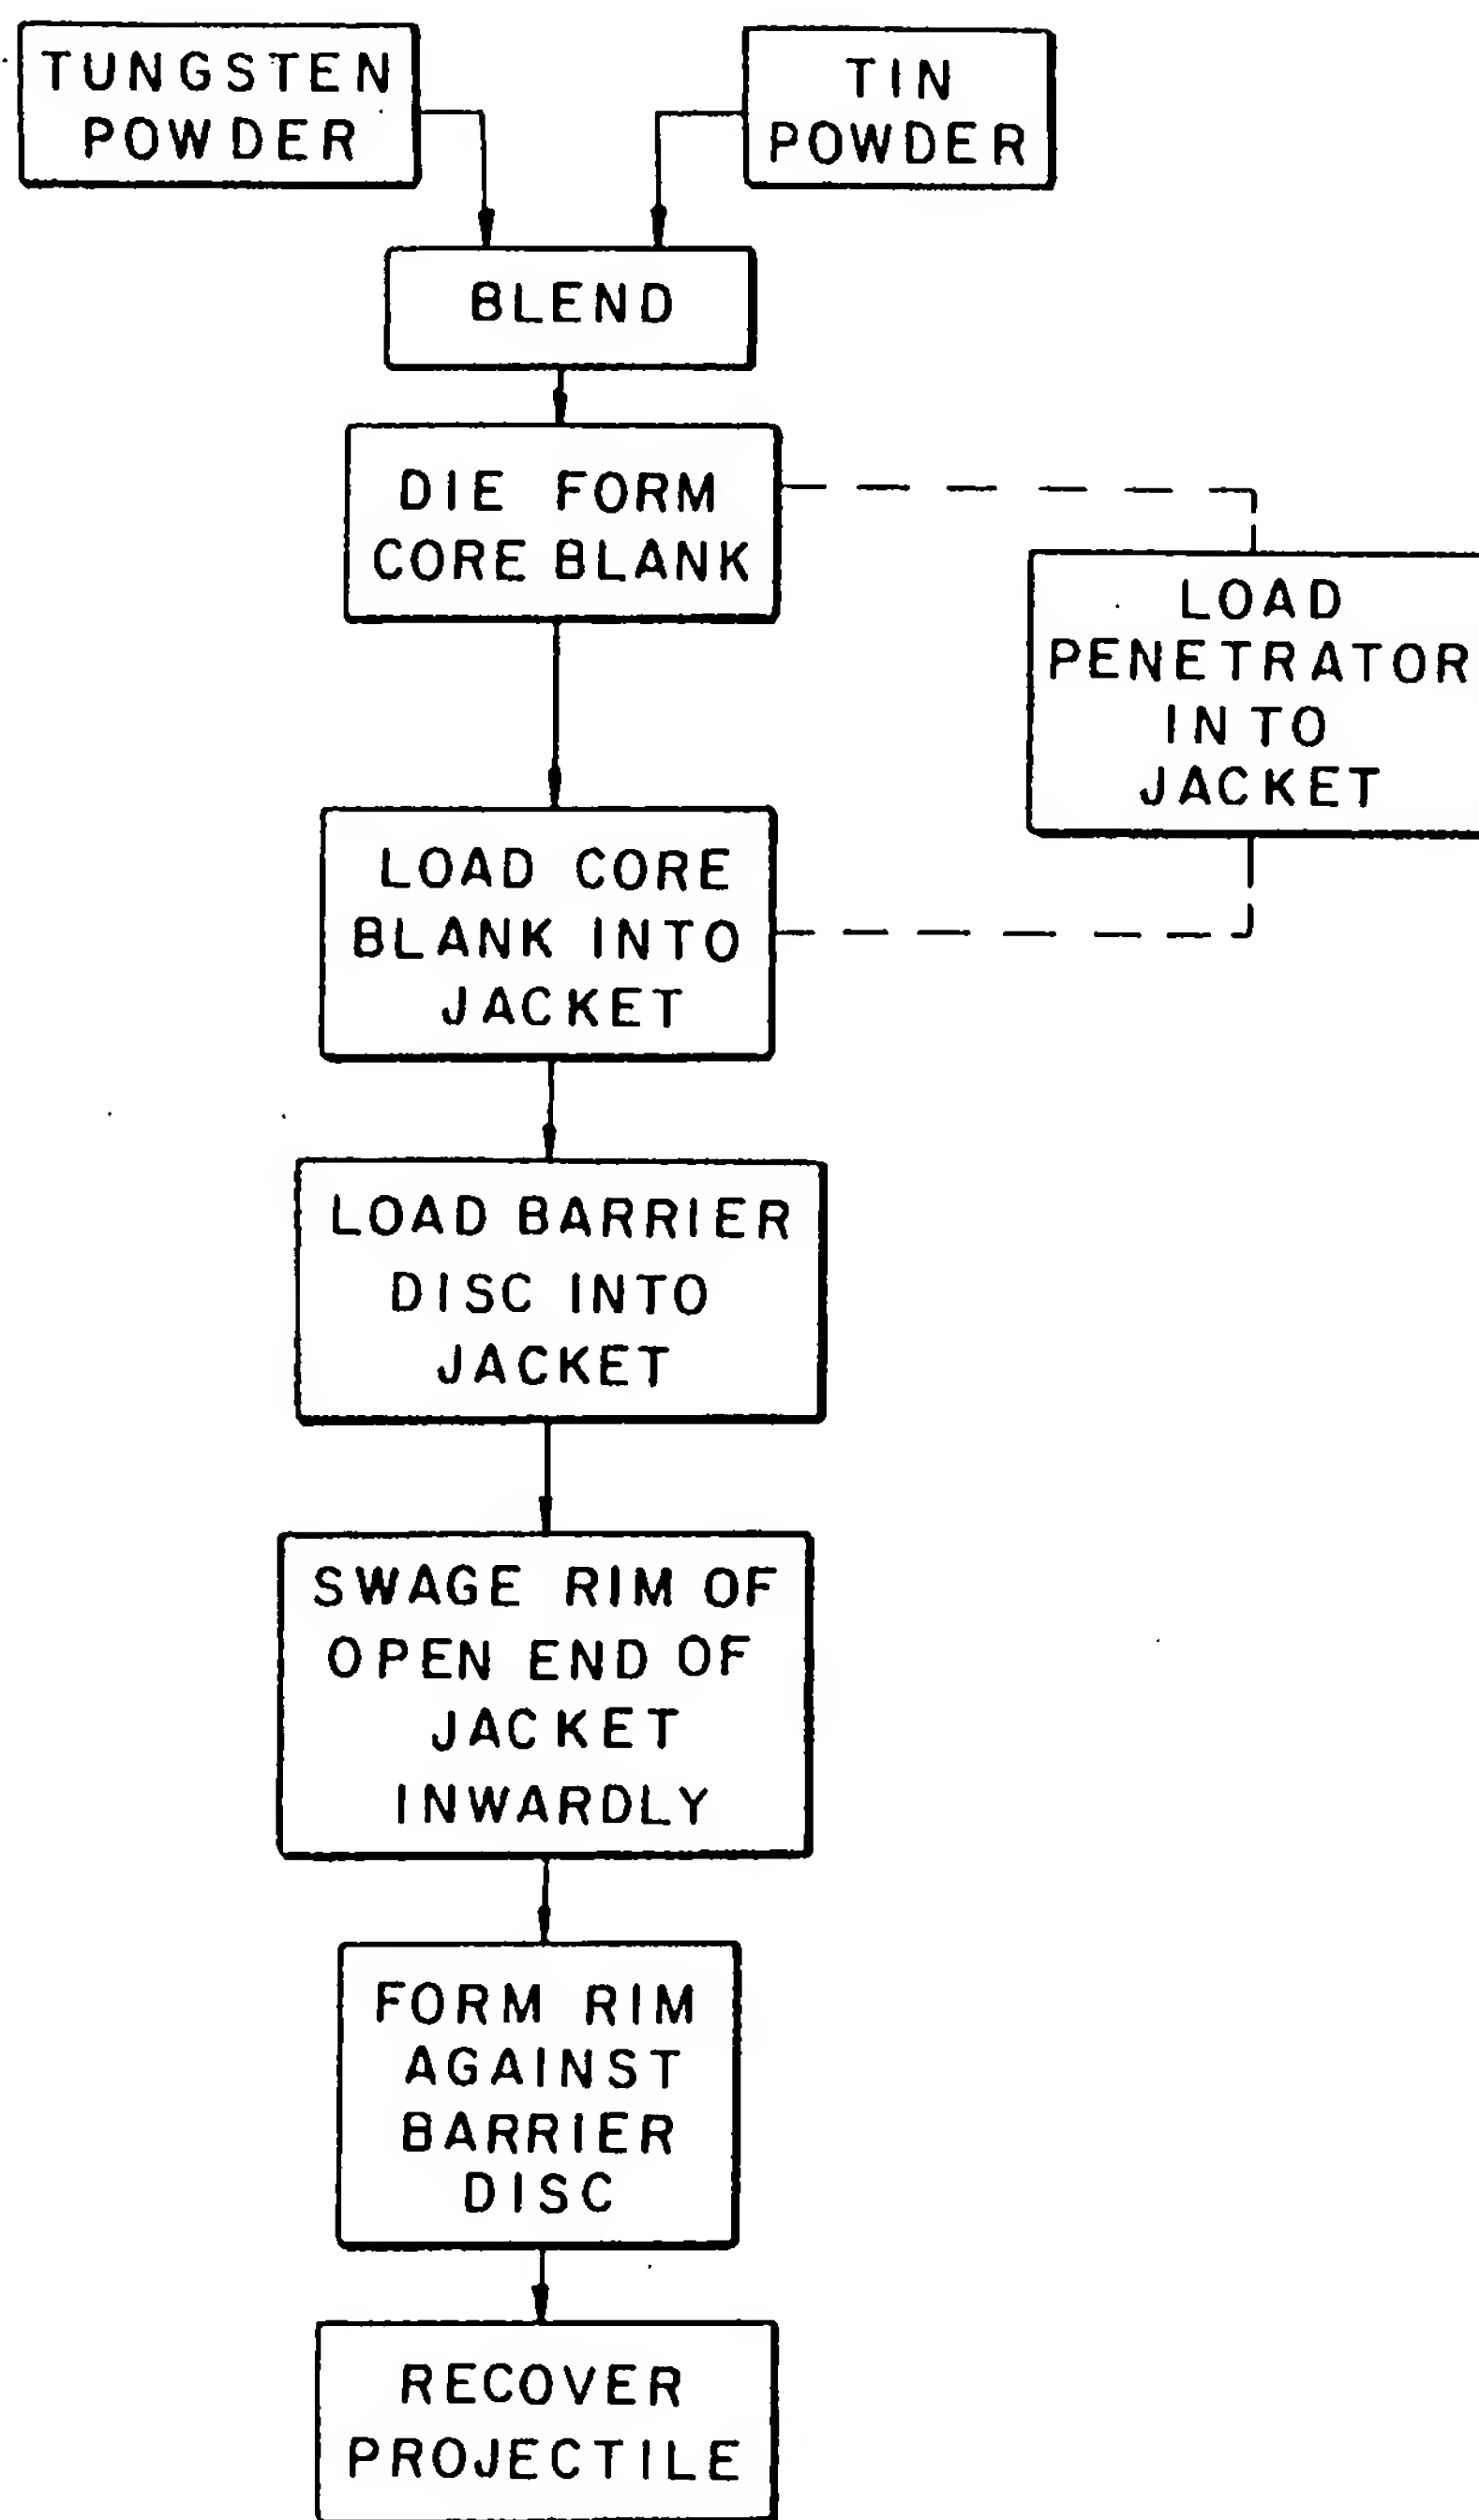 TUNGSTEN
POWDER
TIN
POWDER
BLEND
DIE FORM
CORE BLANK
LOAD
PENETRATOR
INTO
JACKET
LOAD CORE
BLANK INTO
JACKET
LOAD BARRIER
DISC INTO
JACKET
SWAGE RIM OF
OPEN END OF
JACKET
INWARDLY
FORM RIM
AGAINST
BARRIER
DISC
RECOVER
PROJECTILE